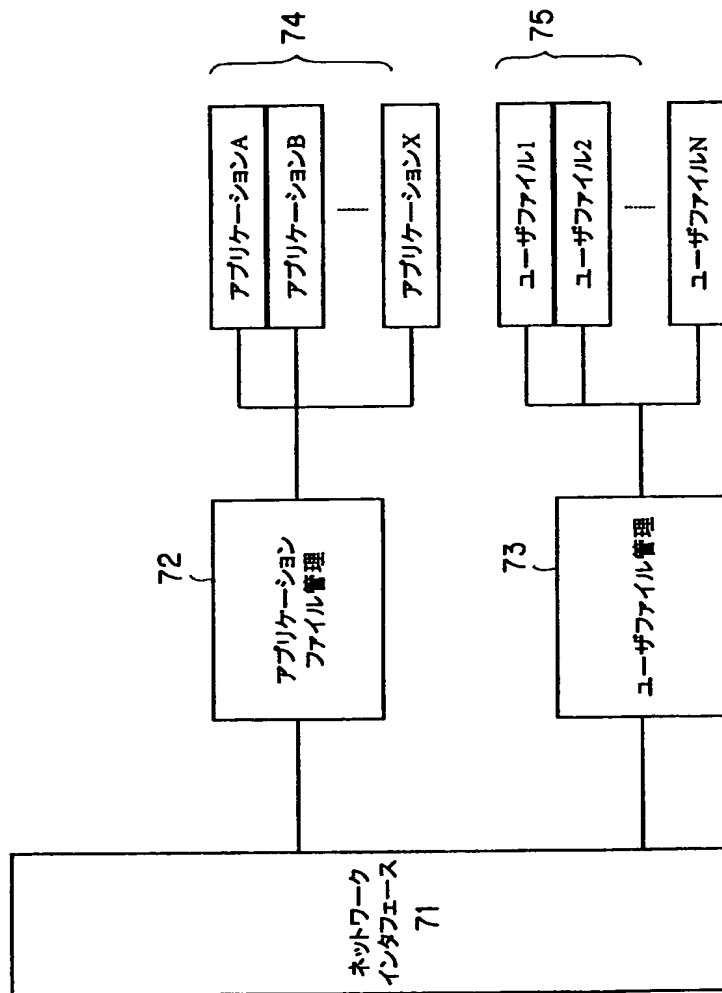 ネットワーク
インタフェース
71
72
アプリケーション
ファイル管理
アプリケーションA
アプリケーションB
アプリケーションX
74
73
ユーザファイル管理
ユーザファイル1
ユーザファイル2
ユーザファイルN
75